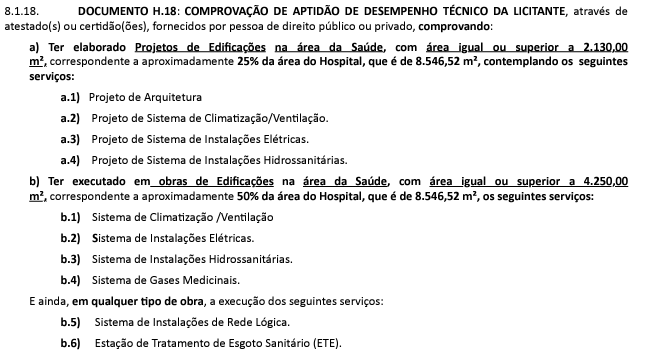 8.1.18. DOCUMENTO H.18: COMPROVAÇÃO DE APTIDÃO DE DESEMPENHO TÉCNICO DA LICITANTE, através de
atestado(s) ou certidão(ões), fornecidos por pessoa de direito público ou privado, comprovando:
a) Ter elaborado Projetos de Edificações na área da Saúde, com área igual ou superior a 2.130,00
m², correspondente a aproximadamente 25% da área do Hospital, que é de 8.546,52 m², contemplando os seguintes
serviços:
a.1) Projeto de Arquitetura
a.2) Projeto de Sistema de Climatização/Ventilação.
a.3) Projeto de Sistema de Instalações Elétricas.
a.4) Projeto de Sistema de Instalações Hidrossanitárias.
b) Ter executado em obras de Edificações na área da Saúde, com área igual ou superior a 4.250,00
m², correspondente a aproximadamente 50% da área do Hospital, que é de 8.546,52 m², os seguintes serviços:
b.1) Sistema de Climatização /Ventilação
b.2) Sistema de Instalações Elétricas.
b.3) Sistema de Instalações Hidrossanitárias.
b.4) Sistema de Gases Medicinais.
E ainda, em qualquer tipo de obra, a execução dos seguintes serviços:
b.5) Sistema de Instalações de Rede Lógica.
b.6) Estação de Tratamento de Esgoto Sanitário (ETE).